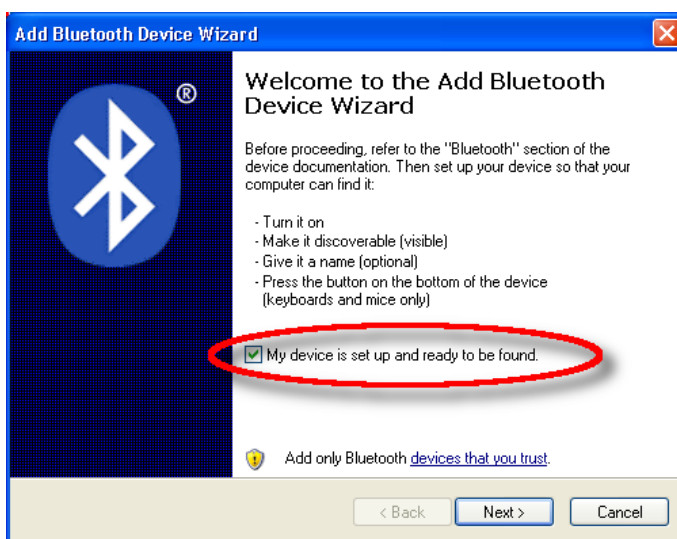 Add Bluetooth Device Wizard
®
Welcome to the Add Bluetooth
Device Wizard
Before proceeding, refer to the "Bluetooth" section of the
device documentation. Then set up your device so that your
computer can find it:
- Turn it on
- Make it discoverable (visible)
- Give it a name (optional)
- Press the button on the bottom of the device
(keyboards and mice only)
My device is set up and ready to be found.
Add only Bluetooth devices that you trust.
< Back Next > Cancel